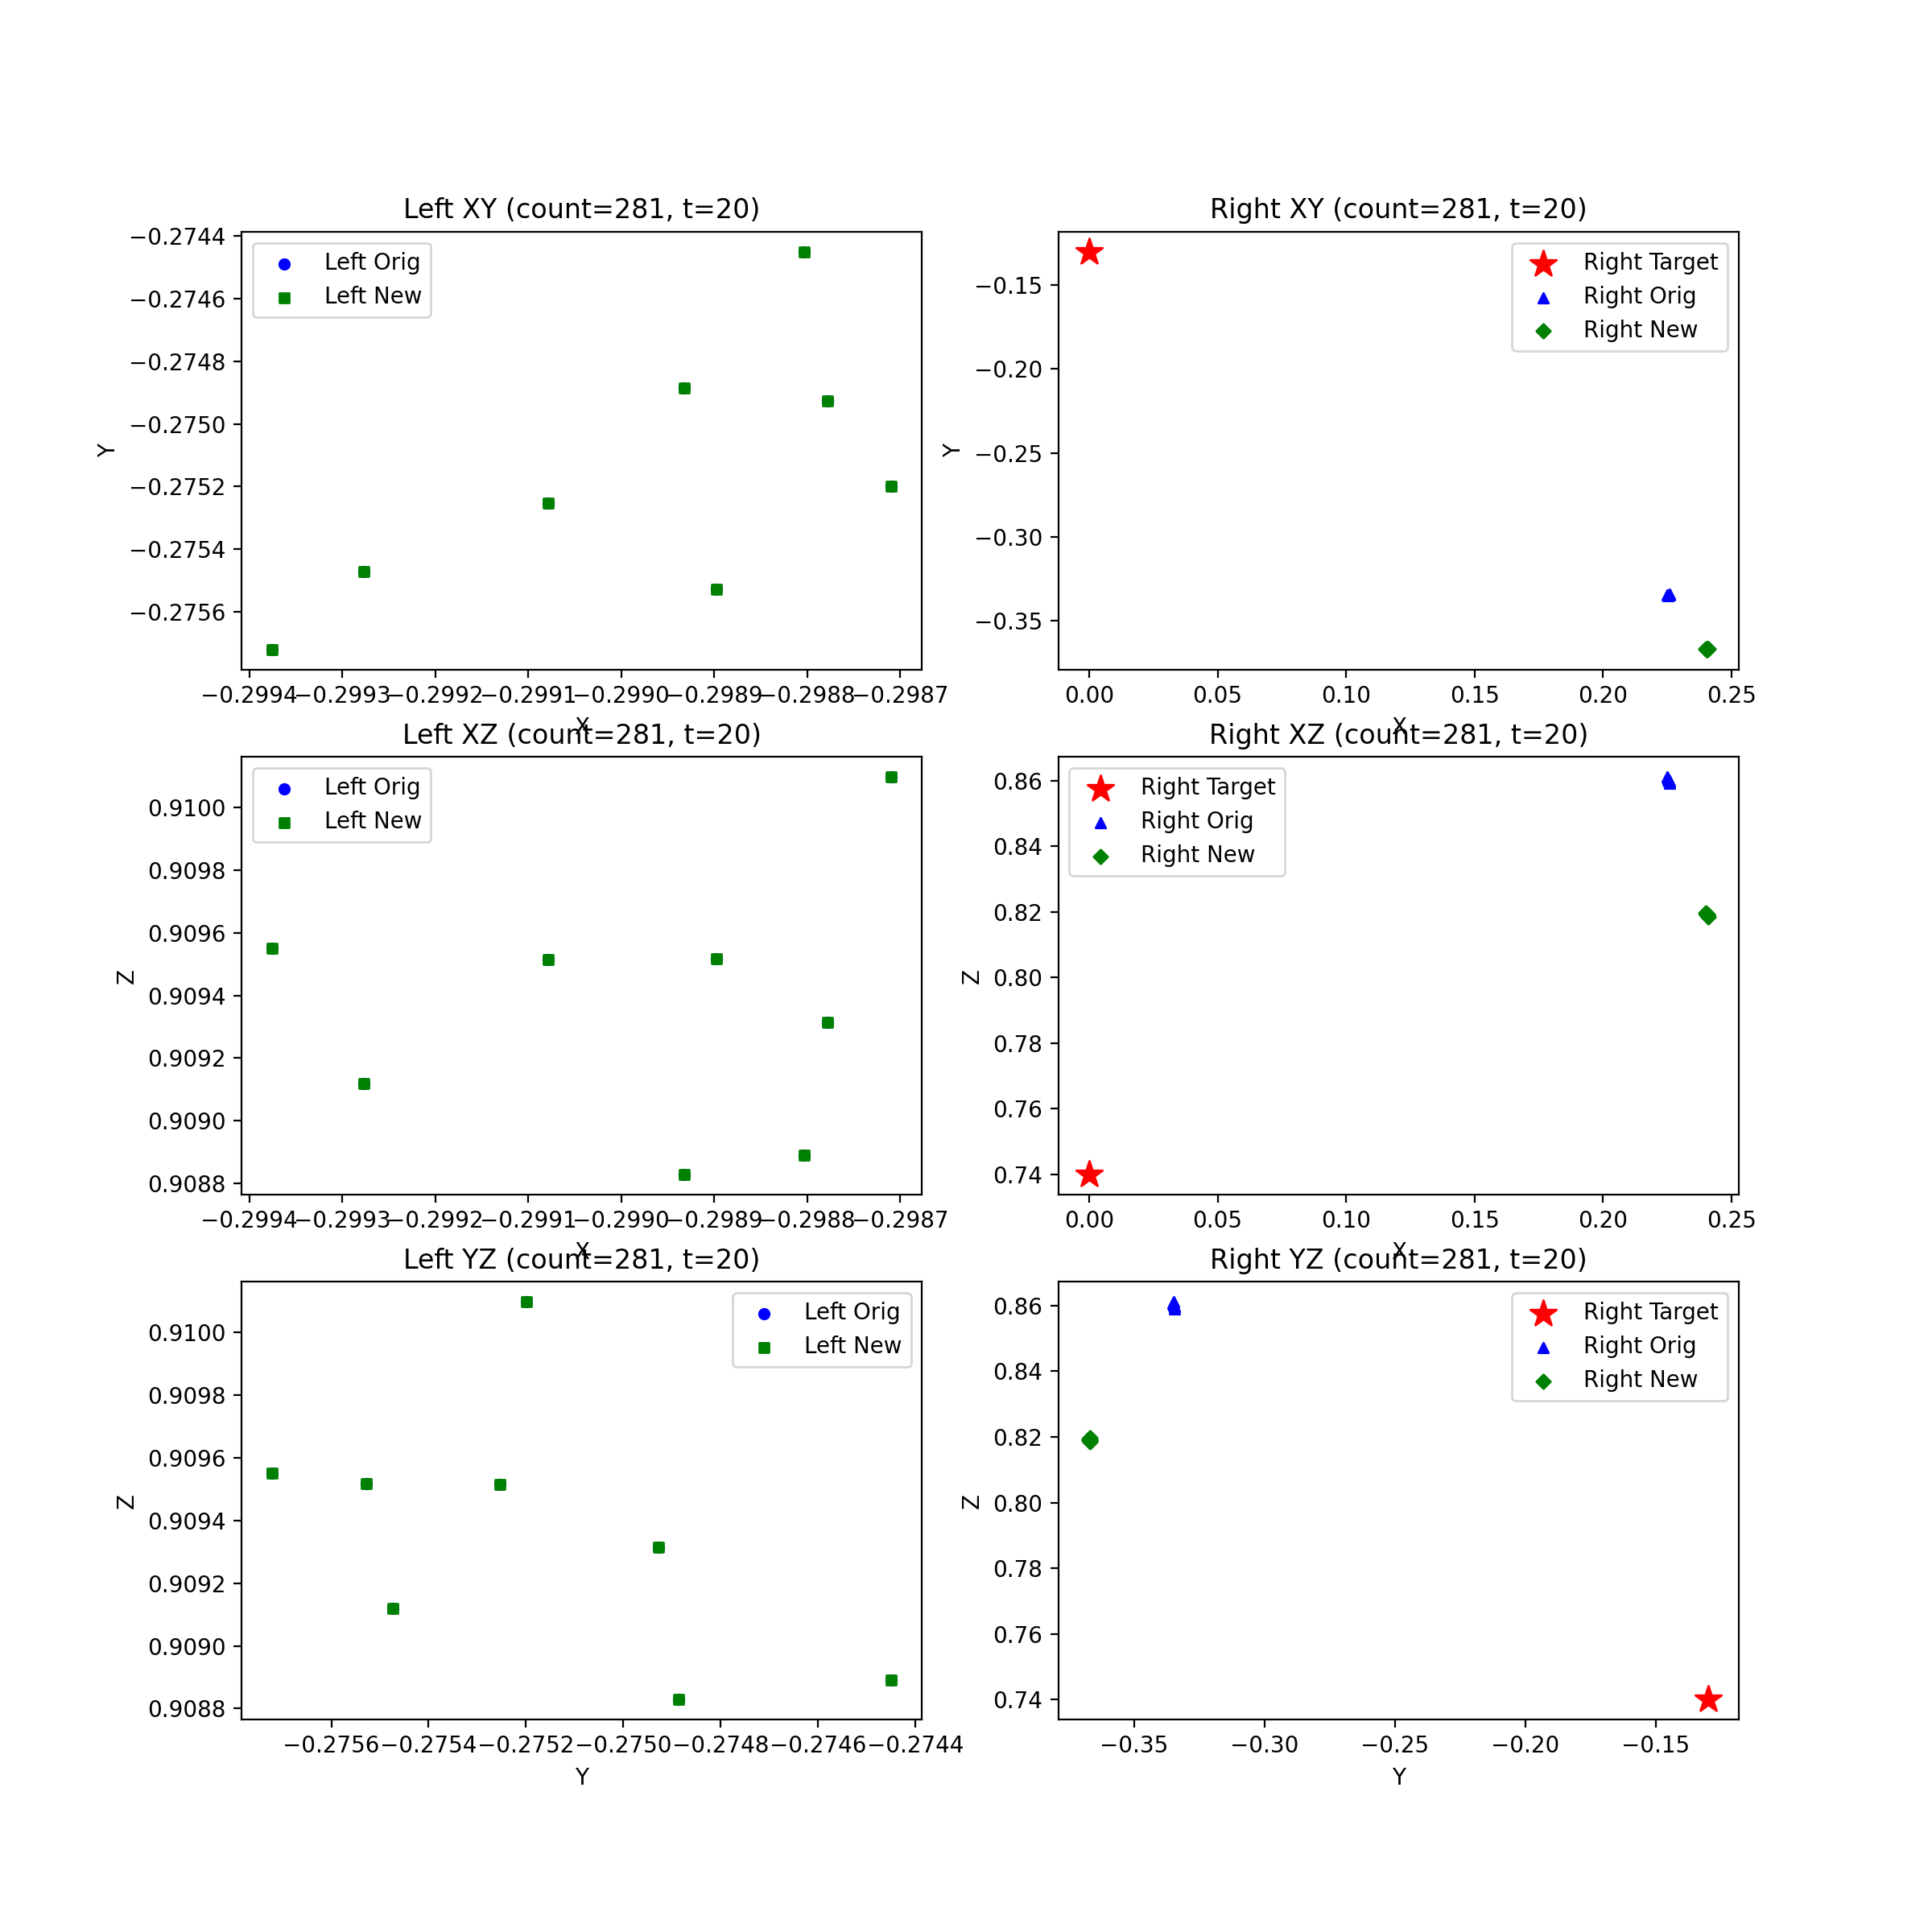 Left XY (count=281, t=20)
−0.2744
−0.2746
−0.2748
−0.2750
−0.2752
−0.2754
−0.2756
Y
Left Orig
Left New
−0.2994 −0.2993 −0.2992 −0.2991 −0.2990 −0.2989 −0.2988 −0.2987
X
Right XY (count=281, t=20)
−0.15
−0.20
−0.25
−0.30
−0.35
Y
Right Target
Right Orig
Right New
0.00 0.05 0.10 0.15 0.20 0.25
X
Left XZ (count=281, t=20)
0.9100
0.9098
0.9096
0.9094
0.9092
0.9090
0.9088
Z
Left Orig
Left New
−0.2994 −0.2993 −0.2992 −0.2991 −0.2990 −0.2989 −0.2988 −0.2987
X
Right XZ (count=281, t=20)
0.86
0.84
0.82
0.80
0.78
0.76
0.74
Z
Right Target
Right Orig
Right New
0.00 0.05 0.10 0.15 0.20 0.25
X
Left YZ (count=281, t=20)
0.9100
0.9098
0.9096
0.9094
0.9092
0.9090
0.9088
Z
Left Orig
Left New
−0.2756 −0.2754 −0.2752 −0.2750 −0.2748 −0.2746 −0.2744
Y
Right YZ (count=281, t=20)
0.86
0.84
0.82
0.80
0.78
0.76
0.74
Z
Right Target
Right Orig
Right New
−0.35 −0.30 −0.25 −0.20 −0.15
Y